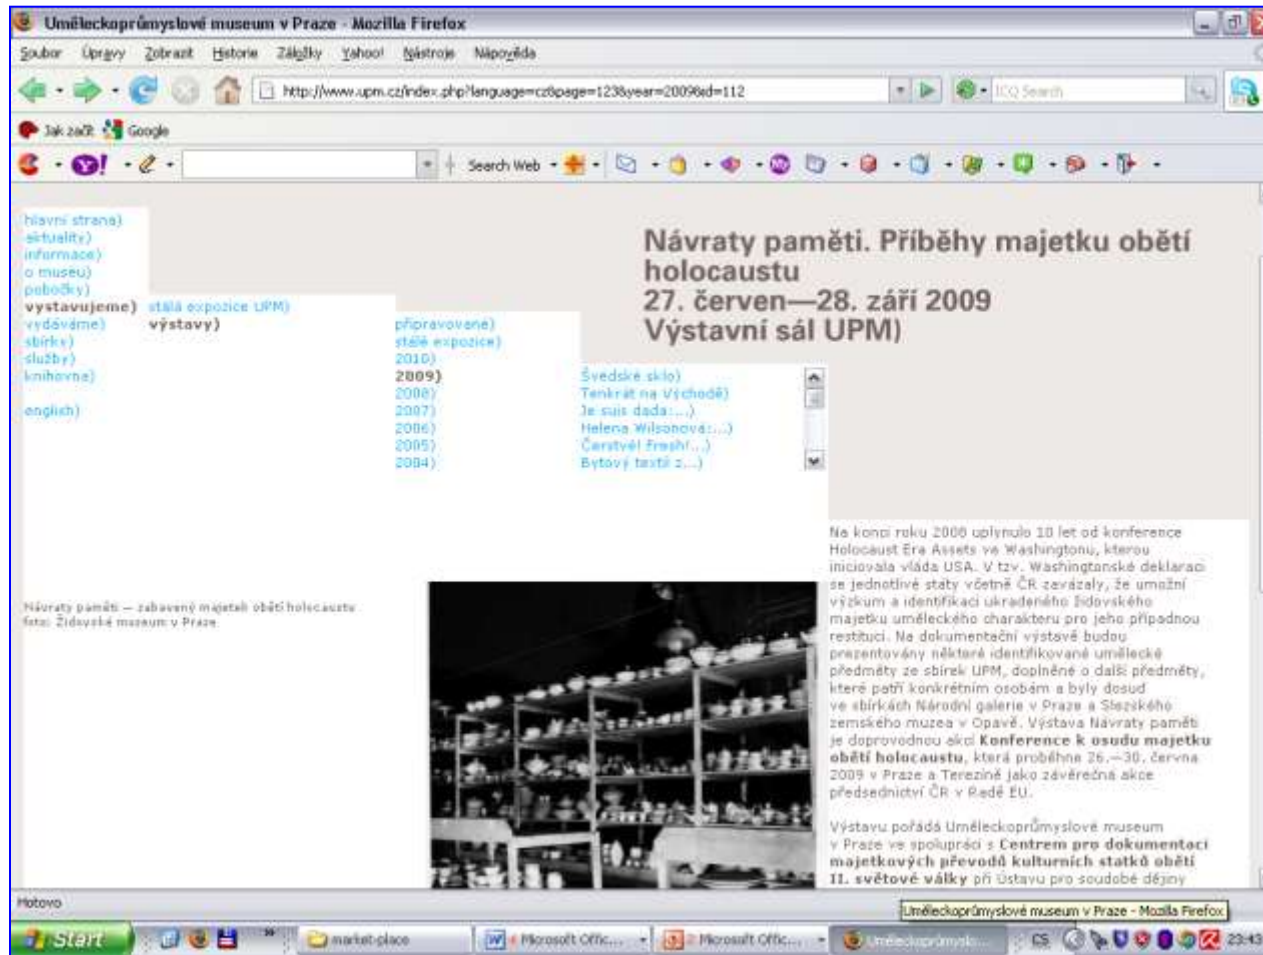 Uměleckoprůmyslové museum v Praze - Mozilla Firefox
Soubor Úpravy Zobrazit Historie Záložky Yahoo! Nástroje Nápověda
http://www.upm.cz/index.php?language=cz&page=123&year=2009&id=112
ICQ Search
Jak začít Google
Search Web
hlavní strana)
aktuality)
informace)
o museu)
pobočky)
vystavujeme) stálá expozice UPM)
vydáváme) výstavy) připravované)
sbírky) stálé expozice)
služby) 2010)
knihovna) 2009) Švedské sklo)
2008) Tenkrát na Východě)
english) 2007) Je suis dada:...)
2006) Helena Wilsonová:...)
2005) Čerstvě! Fresh!...)
2004) Bytový textil z...)
Návraty paměti. Příběhy majetku obětí
holocaustu
27. červen—28. září 2009
Výstavní sál UPM)
Návraty paměti — zabavený majetek obětí holocaustu
foto: Židovské museum v Praze
Na konci roku 2008 uplynulo 10 let od konference
Holocaust Era Assets ve Washingtonu, kterou
iniciovala vláda USA. V tzv. Washingtonské deklaraci
se jednotlivé státy včetně ČR zavázaly, že umožní
výzkum a identifikaci ukradeného židovského
majetku uměleckého charakteru pro jeho případnou
restituci. Na dokumentační výstavě budou
prezentovány některé identifikované umělecké
předměty ze sbírek UPM, doplněné o další předměty,
které patří konkrétním osobám a byly dosud
ve sbírkách Národní galerie v Praze a Slezského
zemského muzea v Opavě. Výstava Návraty paměti
je doprovodnou akcí Konference k osudu majetku
obětí holocaustu, která proběhne 26.—30. června
2009 v Praze a Terezíně jako závěrečná akce
předsednictví ČR v Radě EU.
Výstavu pořádá Uměleckoprůmyslové museum
v Praze ve spolupráci s Centrem pro dokumentaci
majetkových převodů kulturních statků obětí
II. světové války při Ústavu pro soudobé dějiny
Hotovo
Uměleckoprůmyslové museum v Praze - Mozilla Firefox
Start market-place 4 Microsoft Offic... 2 Microsoft Offic... Uměleckoprůmyslo... CS 23:43